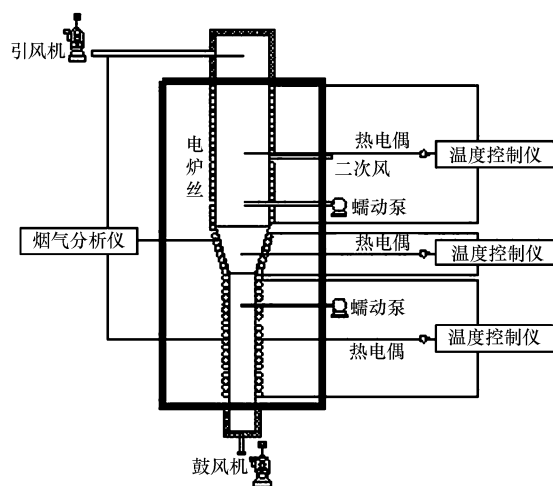 引风机
热电偶
温度控制仪
电炉丝
二次风
蠕动泵
烟气分析仪
热电偶
温度控制仪
蠕动泵
温度控制仪
热电偶
鼓风机